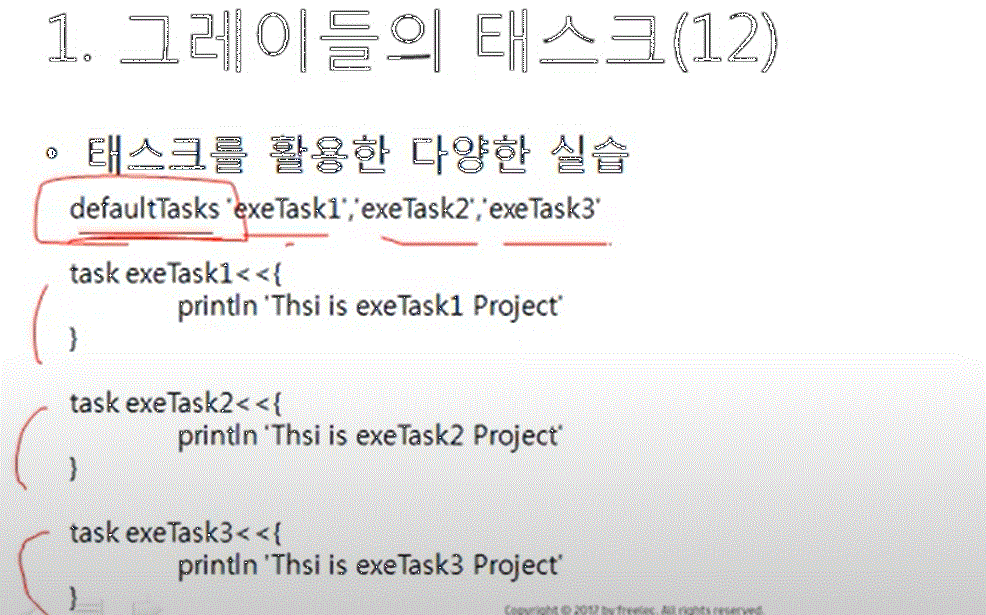 1. 그레이들의 태스크(12)
• 태스크를 활용한 다양한 실습
defaultTasks 'exeTask1','exeTask2','exeTask3'
task exeTask1<<{
println 'Thsi is exeTask1 Project'
}
task exeTask2<<{
println 'Thsi is exeTask2 Project'
}
task exeTask3<<{
println 'Thsi is exeTask3 Project'
}
Copyright © 2017 by freelec. All rights reserved.